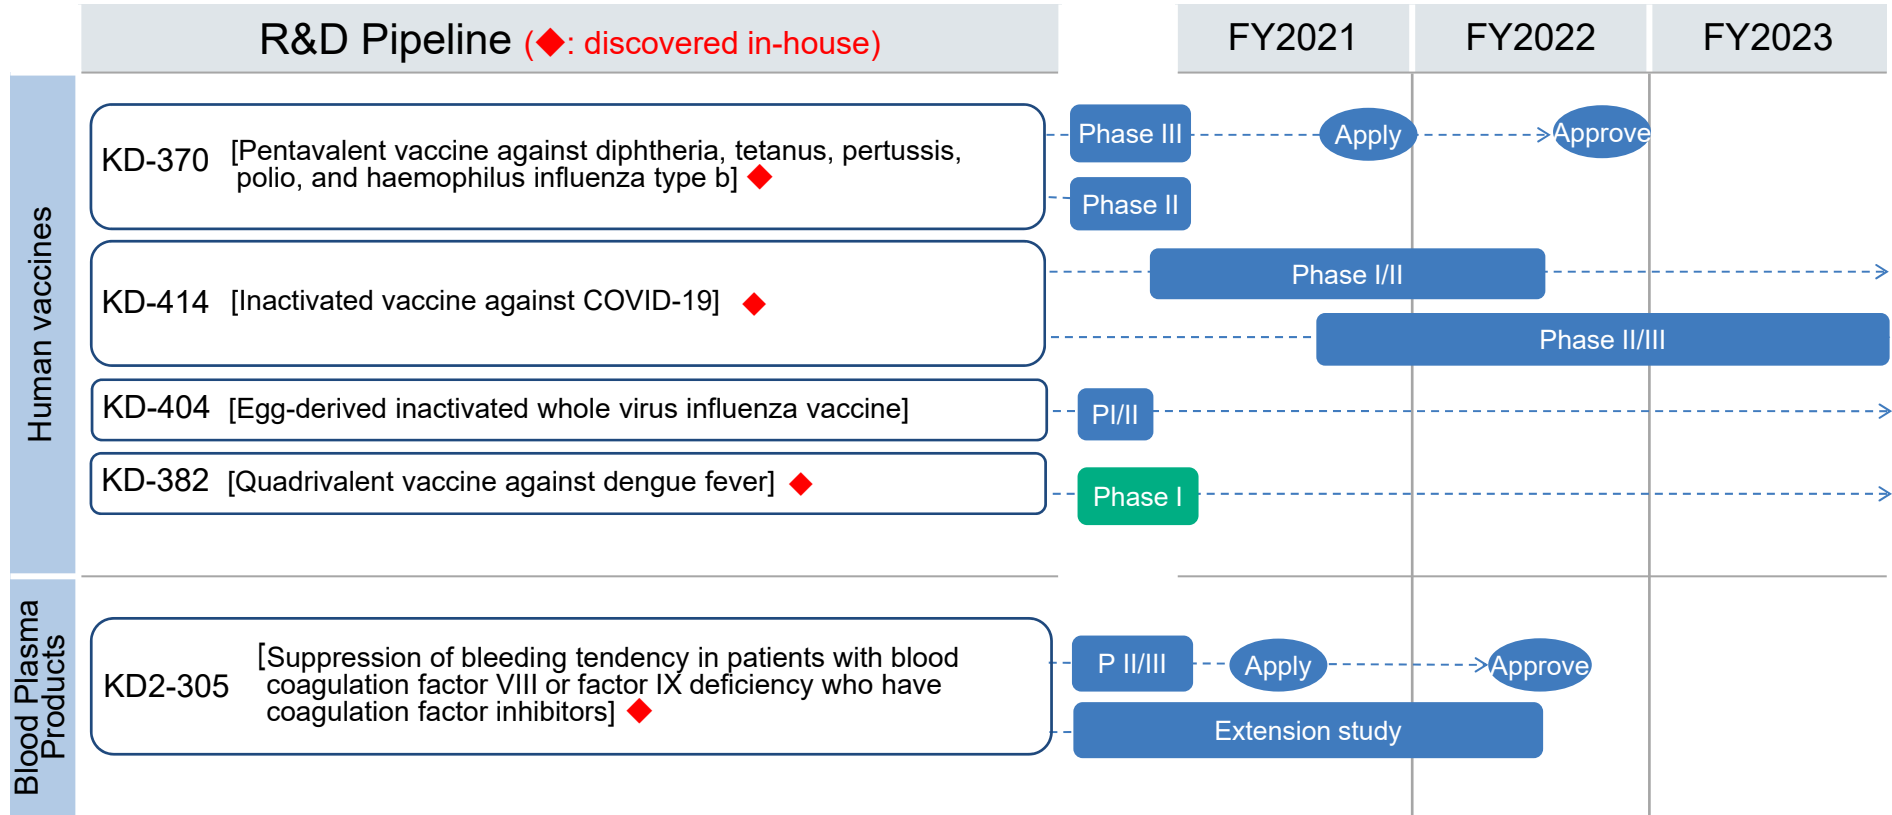 R&D Pipeline (◆: discovered in-house)
FY2021
FY2022
FY2023
Human vaccines
KD-370
[Pentavalent vaccine against diphtheria, tetanus, pertussis,
polio, and haemophilus influenza type b] ◆
Phase III
Apply
Approve
Phase II
KD-414
[Inactivated vaccine against COVID-19] ◆
Phase I/II
Phase II/III
KD-404
[Egg-derived inactivated whole virus influenza vaccine]
PI/II
KD-382
[Quadrivalent vaccine against dengue fever] ◆
Phase I
Blood Plasma
Products
KD2-305
[Suppression of bleeding tendency in patients with blood
coagulation factor VIII or factor IX deficiency who have
coagulation factor inhibitors] ◆
P II/III
Apply
Approve
Extension study